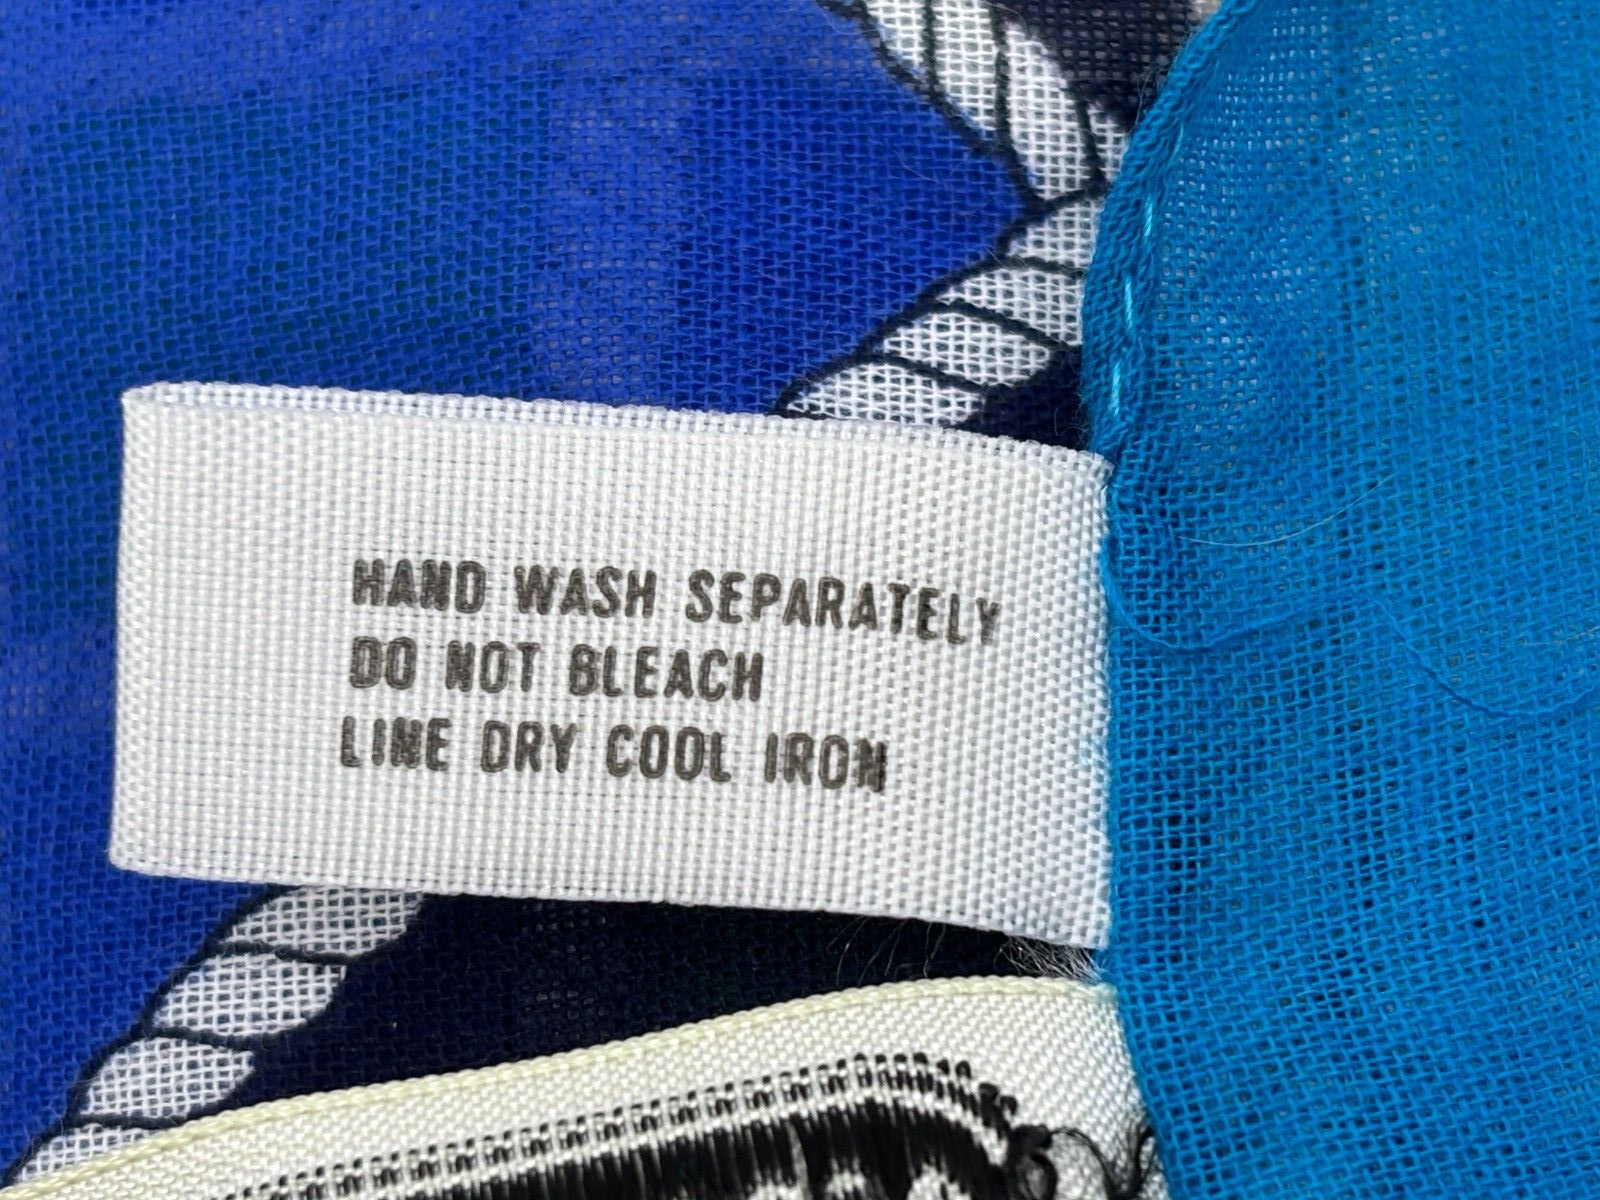 HAND WASH SEPARATELY
DO NOT BLEACH
LINE DRY COOL IRON